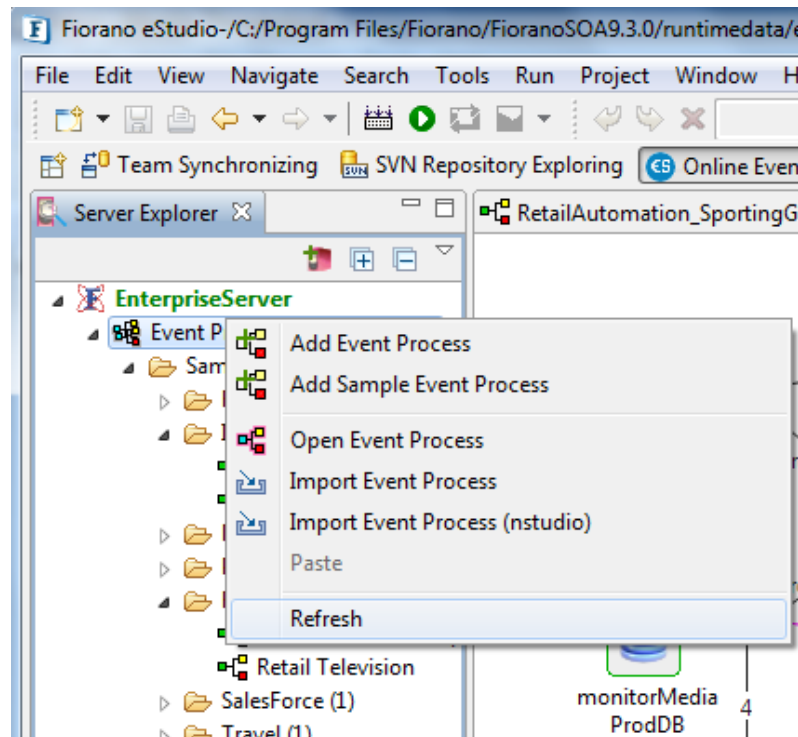 Fiorano eStudio-/C:/Program Files/Fiorano/FioranoSOA9.3.0/runtimedata/
File Edit View Navigate Search Tools Run Project Window
Team Synchronizing SVN Repository Exploring Online Even
Server Explorer RetailAutomation_SportingG
EnterpriseServer
Event P
Sam
Add Event Process
Add Sample Event Process
Open Event Process
Import Event Process
Import Event Process (nstudio)
Paste
Refresh
Retail Television
SalesForce (1)
Travel (1)
monitorMedia
ProdDB
4